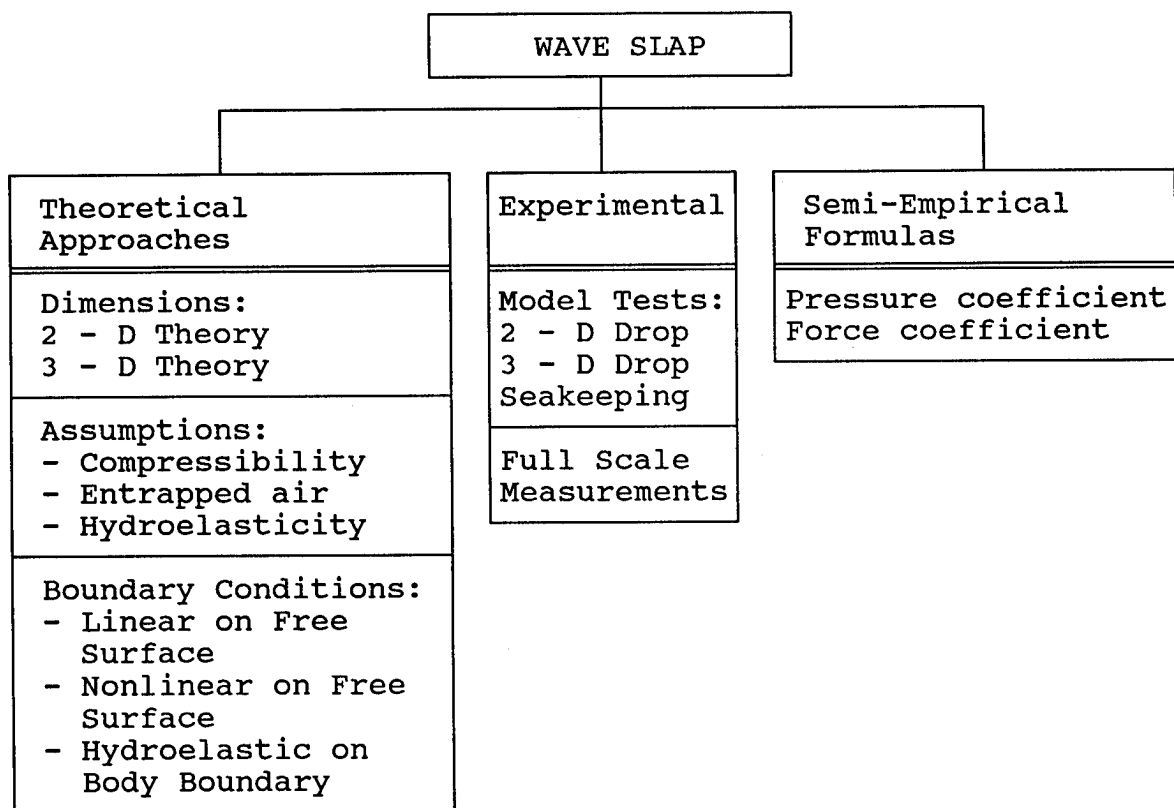 WAVE SLAP
Theoretical
Approaches
Dimensions:
2 - D Theory
3 - D Theory
Assumptions:
- Compressibility
- Entrapped air
- Hydroelasticity
Boundary Conditions:
- Linear on Free
Surface
- Nonlinear on Free
Surface
- Hydroelastic on
Body Boundary
Experimental
Model Tests:
2 - D Drop
3 - D Drop
Seakeeping
Full Scale
Measurements
Semi-Empirical
Formulas
Pressure coefficient
Force coefficient